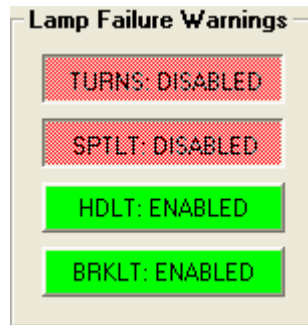 Lamp Failure Warnings
TURNS: DISABLED
SPTLT: DISABLED
HDLT: ENABLED
BRKLT: ENABLED